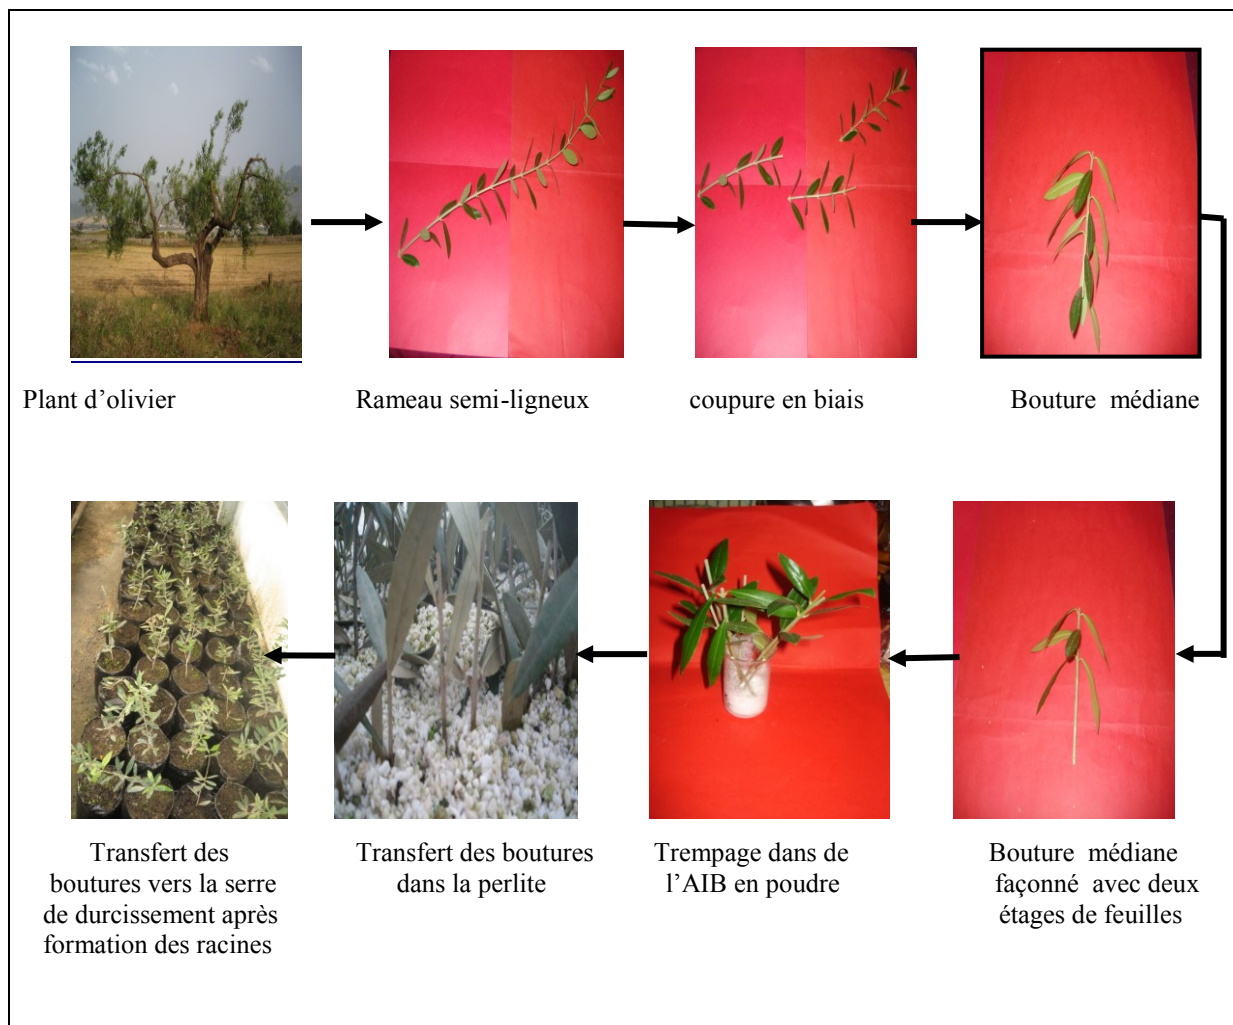 Plant d'olivier
Rameau semi-ligneux
coupure en biais
Bouture médiane
Bouture médiane
façonné avec deux
étages de feuilles
Trempage dans de
l'AIB en poudre
Transfert des boutures
dans la perlite
Transfert des
boutures vers la serre
de durcissement après
formation des racines